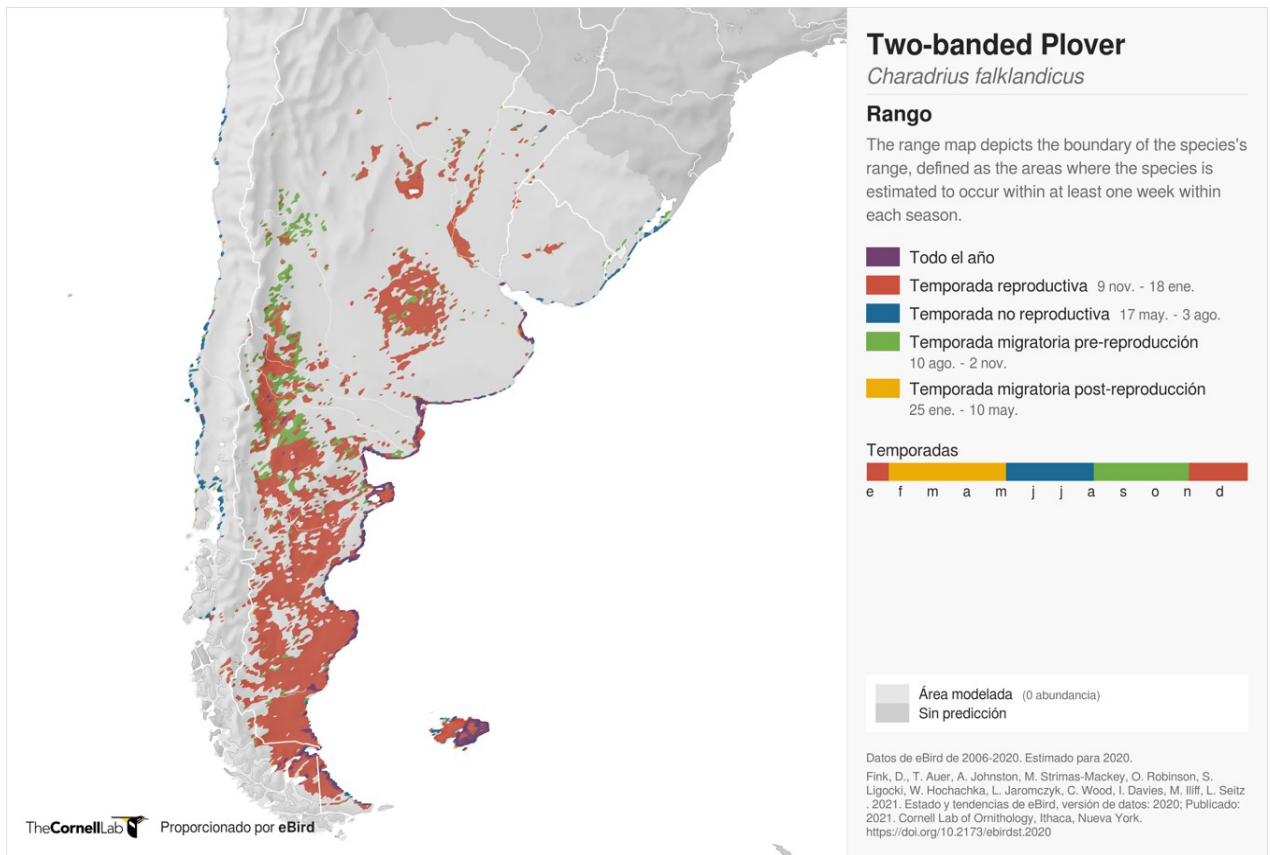 Two-banded Plover
Charadrius falklandicus
Rango
The range map depicts the boundary of the species's
range, defined as the areas where the species is
estimated to occur within at least one week within
each season.
Todo el año
Temporada reproductiva 9 nov. - 18 ene.
Temporada no reproductiva 17 may. - 3 ago.
Temporada migratoria pre-reproducción
10 ago. - 2 nov.
Temporada migratoria post-reproducción
25 ene. - 10 may.
Temporadas
e f m a m j j a s o n d
Área modelada (0 abundancia)
Sin predicción
Datos de eBird de 2006-2020. Estimado para 2020.
Fink, D., T. Auer, A. Johnston, M. Strimas-Mackey, O. Robinson, S.
Ligocki, W. Hochachka, L. Jaromczyk, C. Wood, I. Davies, M. Iliff, L. Seitz
. 2021. Estado y tendencias de eBird, versión de datos: 2020; Publicado:
2021. Cornell Lab of Ornithology, Ithaca, Nueva York.
https://doi.org/10.2173/ebirdst.2020
TheCornellLab Proporcionado por eBird